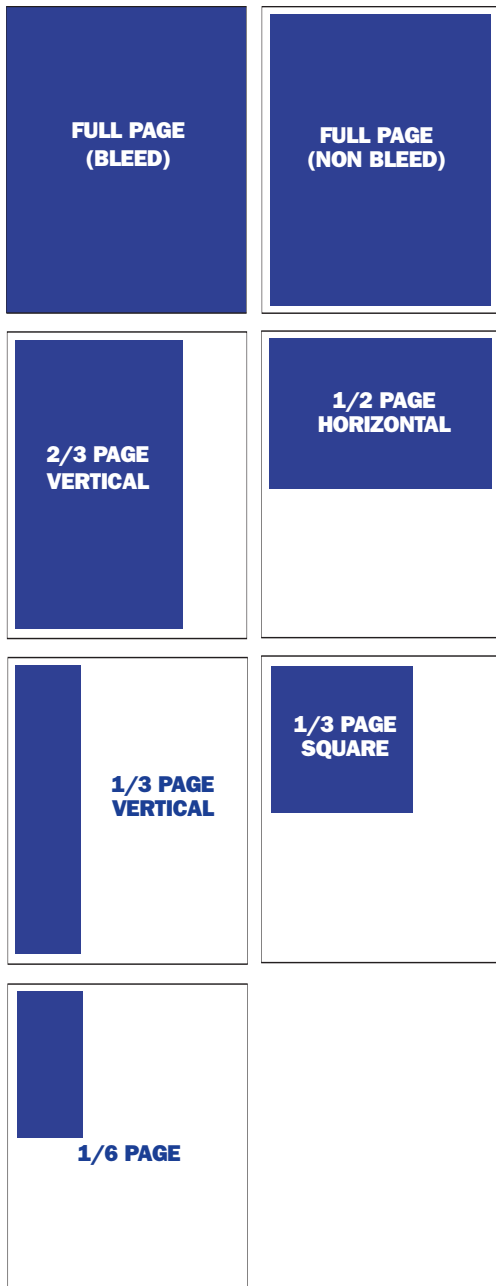 FULL PAGE
(BLEED)
FULL PAGE
(NON BLEED)
2/3 PAGE
VERTICAL
1/2 PAGE
HORIZONTAL
1/3 PAGE
VERTICAL
1/3 PAGE
SQUARE
1/6 PAGE